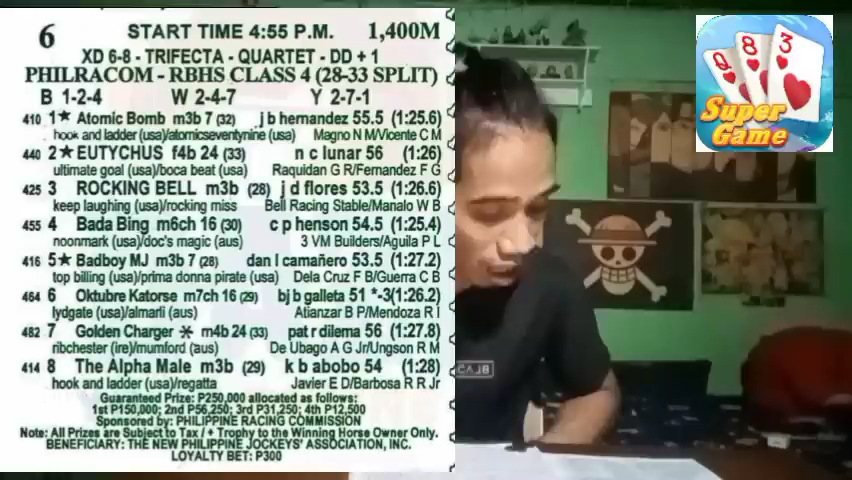 6
START TIME 4:55 P.M. 1,400M
XD 6-8 - TRIFECTA - QUARTET - DD + 1
PHILRACOM - RBHS CLASS 4 (28-33 SPLIT)
B 1-2-4 W 2-4-7 Y 2-7-1
410 1★ Atomic Bomb m3b 7 (32) j b hernandez 55.5 (1:25.6)
hook and ladder (usa)/atomicseventynine (usa) Magno N M/Vicente C M
440 2★ EUTYCHUS f4b 24 (33) n c lunar 56 (1:26)
ultimate goal (usa)/boca beat (usa) Raquidan G R/Fernandez F G
425 3 ROCKING BELL m3b (28) j d flores 53.5 (1:26.6)
keep laughing (usa)/rocking miss Bell Racing Stable/Manalo W B
455 4 Bada Bing m6ch 16 (30) c p henson 54.5 (1:25.4)
noonmark (usa)/doc's magic (aus) 3 VM Builders/Aguila P L
416 5★ Badboy MJ m3b 7 (28) dan l camañero 53.5 (1:27.2)
top billing (usa)/prima donna pirate (usa) Dela Cruz F B/Guerra C B
464 6 Oktubre Katorse m7ch 16 (29) bj b galleta 51 *-3(1:26.2)
lydgate (usa)/almarli (aus) Atianzar B P/Mendoza R I
482 7 Golden Charger ✳ m4b 24 (33) pat r dilema 56 (1:27.8)
ribchester (ire)/mumford (aus) De Ubago A G Jr/Ungson R M
414 8 The Alpha Male m3b (29) k b abobo 54 (1:28)
hook and ladder (usa)/regatta Javier E D/Barbosa R R Jr
Guaranteed Prize: P250,000 allocated as follows:
1st P150,000; 2nd P56,250; 3rd P31,250; 4th P12,500
Sponsored by: PHILIPPINE RACING COMMISSION
Note: All Prizes are Subject to Tax / + Trophy to the Winning Horse Owner Only.
BENEFICIARY: THE NEW PHILIPPINE JOCKEYS' ASSOCIATION, INC.
LOYALTY BET: P300
Q 8 3
Super
Game